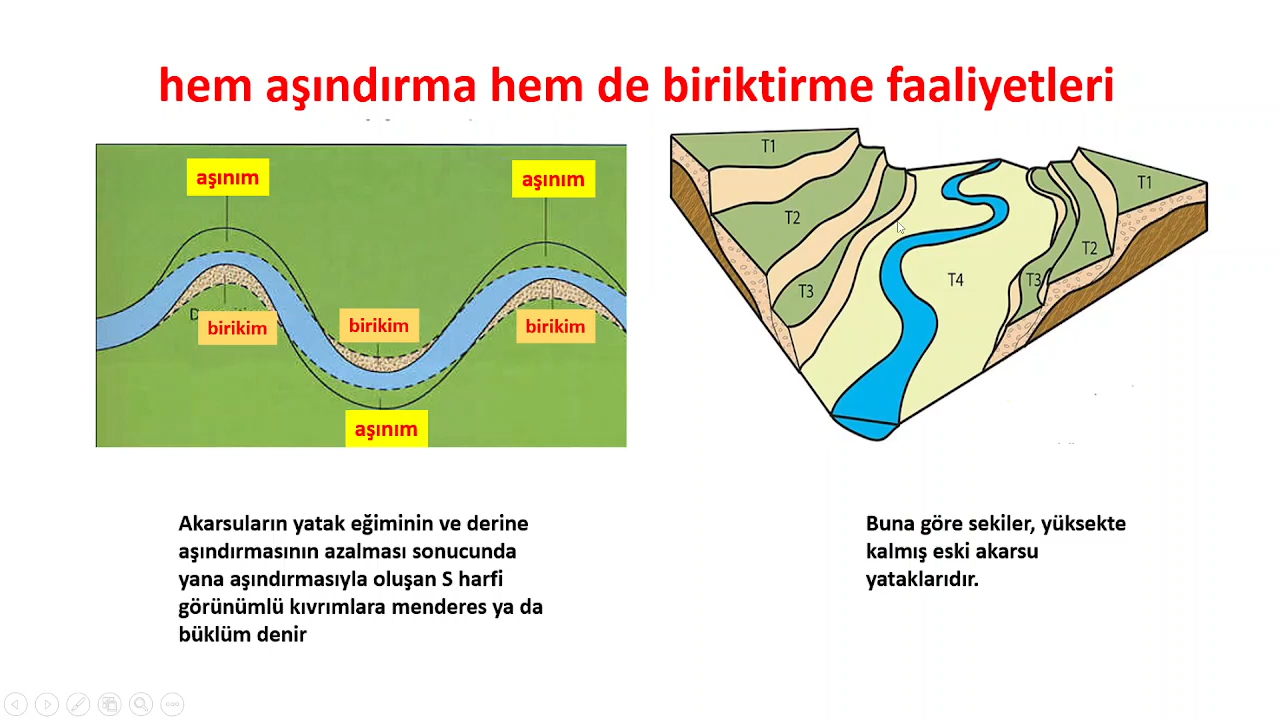 hem aşındırma hem de biriktirme faaliyetleri
aşınım
aşınım
birikim
birikim
birikim
aşınım
T1
T2
T3
T4
T1
T2
T3
Akarsuların yatak eğiminin ve derine
aşındırmasının azalması sonucunda
yana aşındırmasıyla oluşan S harfi
görünümlü kıvrımlara menderes ya da
büklüm denir
Buna göre sekiler, yüksekte
kalmış eski akarsu
yataklarıdır.